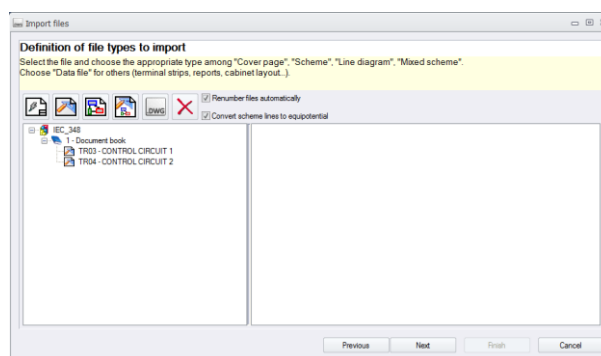 Import files
Definition of file types to import
Select the file and choose the appropriate type among "Cover page", "Scheme", "Line diagram", "Mixed scheme".
Choose "Data file" for others (terminal strips, reports, cabinet layout...).
Renumber files automatically
.DWG
Convert scheme lines to equipotential
IEC_348
1 - Document book
TR03 - CONTROL CIRCUIT 1
TR04 - CONTROL CIRCUIT 2
Previous Next Finish Cancel